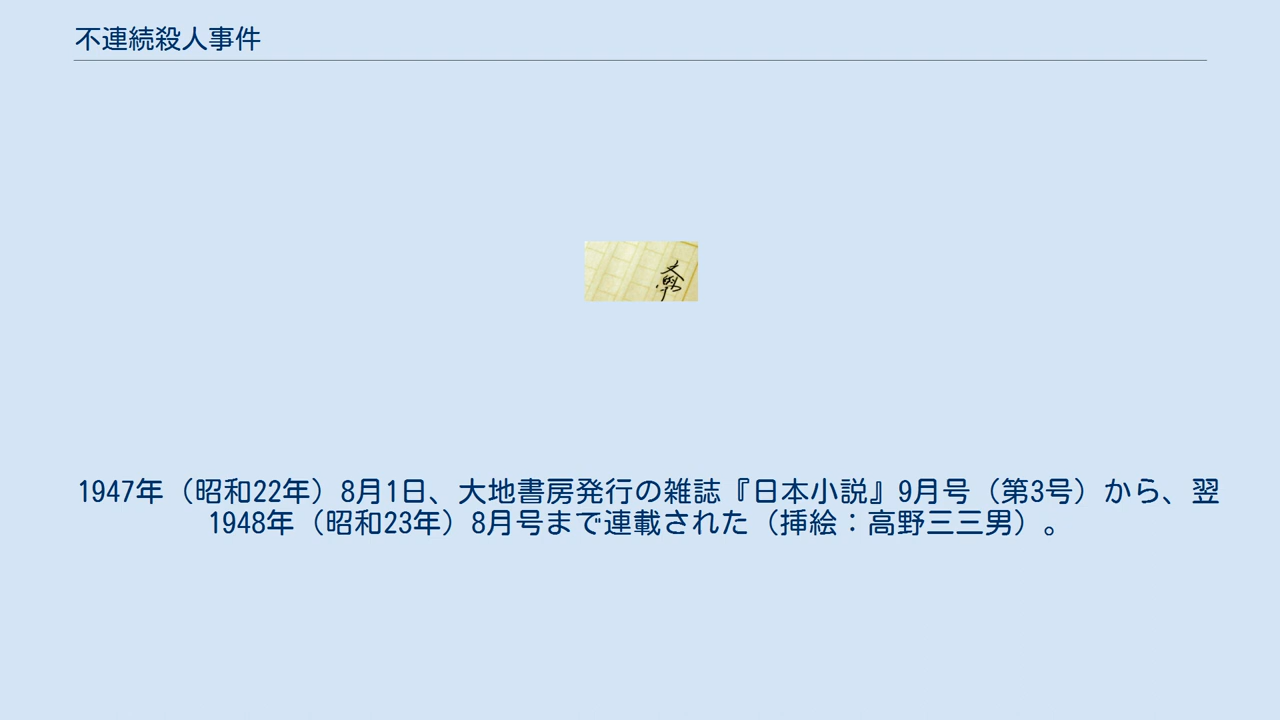 不連続殺人事件
1947年（昭和22年）8月1日、大地書房発行の雑誌『日本小説』9月号（第3号）から、翌
1948年（昭和23年）8月号まで連載された（挿絵：高野三三男）。